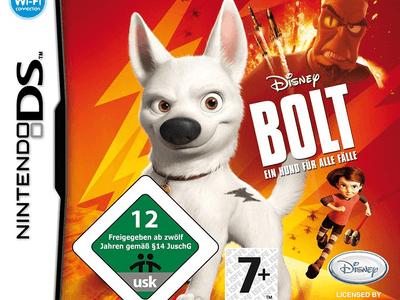 Wi-Fi
connection
NINTENDO DS™
Disney
BOLT
EIN HUND FÜR ALLE FÄLLE
12
Freigegeben ab zwölf
Jahren gemäß §14 JuSchG
usk
7+
Disney
LICENSED BY